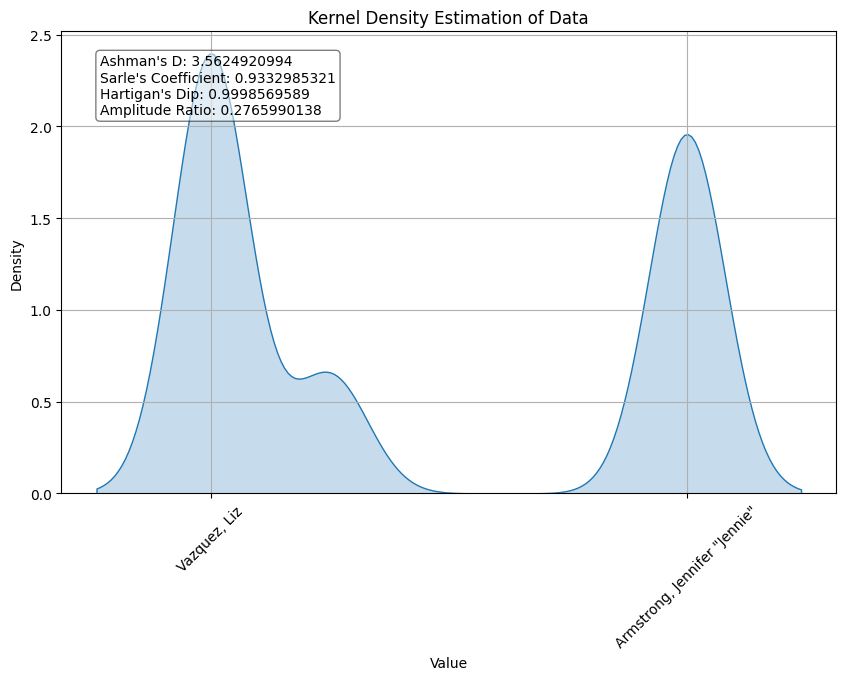 Kernel Density Estimation of Data
Ashman's D: 3.5624920994
Sarle's Coefficient: 0.9332985321
Hartigan's Dip: 0.9998569589
Amplitude Ratio: 0.2765990138
2.5
2.0
1.5
1.0
0.5
0.0
Density
Vazquez, Liz
Armstrong, Jennifer "Jennie"
Value